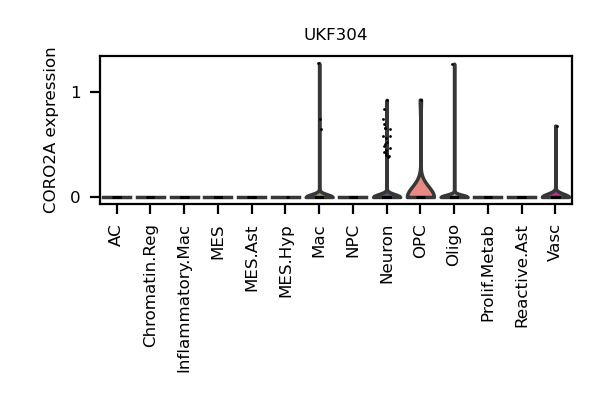 UKF304
CORO2A expression
1
0
AC
Chromatin.Reg
Inflammatory.Mac
MES
MES.Ast
MES.Hyp
Mac
NPC
Neuron
OPC
Oligo
Prolif.Metab
Reactive.Ast
Vasc